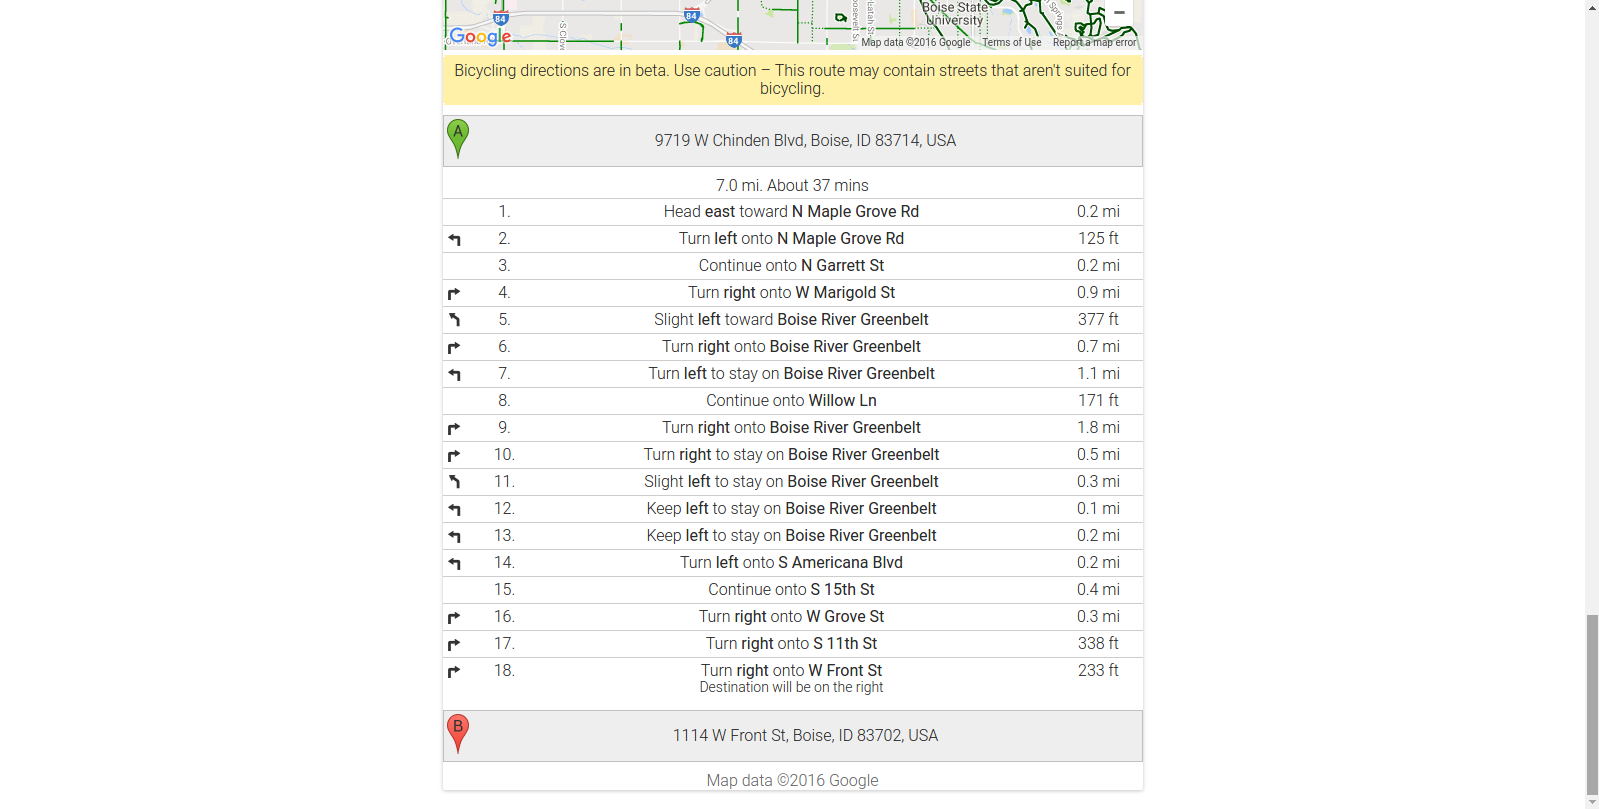 Boise State
University
84
84
84
Google
Map data ©2016 Google Terms of Use Report a map error
Bicycling directions are in beta. Use caution – This route may contain streets that aren't suited for
bicycling.
A 9719 W Chinden Blvd, Boise, ID 83714, USA
7.0 mi. About 37 mins
1. Head east toward N Maple Grove Rd 0.2 mi
2. Turn left onto N Maple Grove Rd 125 ft
3. Continue onto N Garrett St 0.2 mi
4. Turn right onto W Marigold St 0.9 mi
5. Slight left toward Boise River Greenbelt 377 ft
6. Turn right onto Boise River Greenbelt 0.7 mi
7. Turn left to stay on Boise River Greenbelt 1.1 mi
8. Continue onto Willow Ln 171 ft
9. Turn right onto Boise River Greenbelt 1.8 mi
10. Turn right to stay on Boise River Greenbelt 0.5 mi
11. Slight left to stay on Boise River Greenbelt 0.3 mi
12. Keep left to stay on Boise River Greenbelt 0.1 mi
13. Keep left to stay on Boise River Greenbelt 0.2 mi
14. Turn left onto S Americana Blvd 0.2 mi
15. Continue onto S 15th St 0.4 mi
16. Turn right onto W Grove St 0.3 mi
17. Turn right onto S 11th St 338 ft
18. Turn right onto W Front St 233 ft
Destination will be on the right
B 1114 W Front St, Boise, ID 83702, USA
Map data ©2016 Google